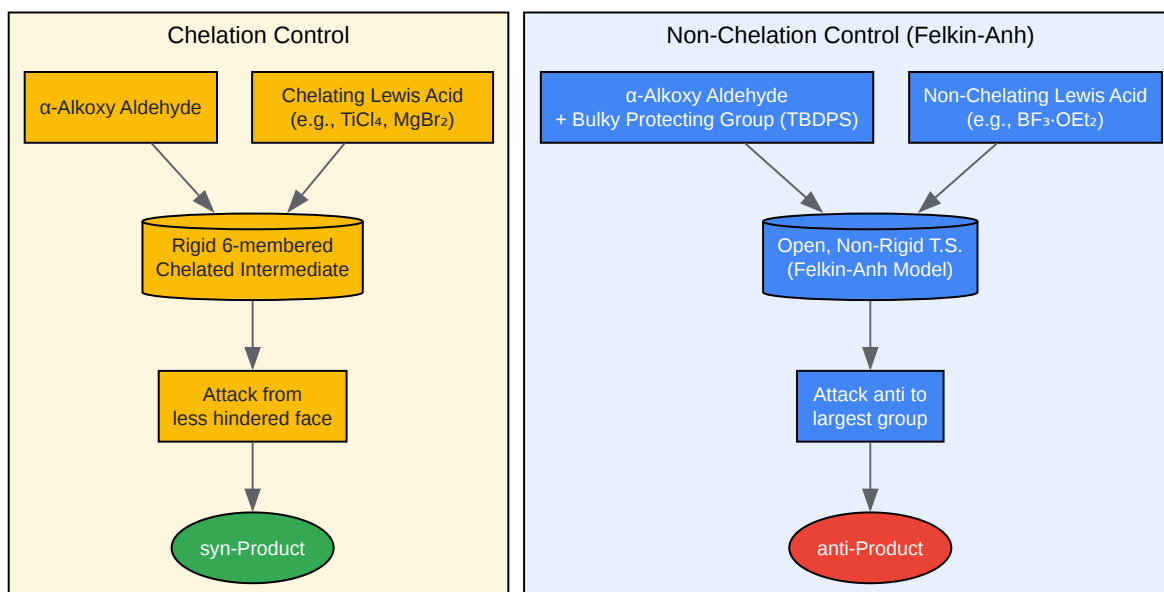 Chelation Control
α-Alkoxy Aldehyde
Chelating Lewis Acid
(e.g., TiCl₄, MgBr₂)
Rigid 6-membered
Chelated Intermediate
Attack from
less hindered face
syn-Product
Non-Chelation Control (Felkin-Anh)
α-Alkoxy Aldehyde
+ Bulky Protecting Group (TBDPS)
Non-Chelating Lewis Acid
(e.g., BF₃·OEt₂)
Open, Non-Rigid T.S.
(Felkin-Anh Model)
Attack anti to
largest group
anti-Product